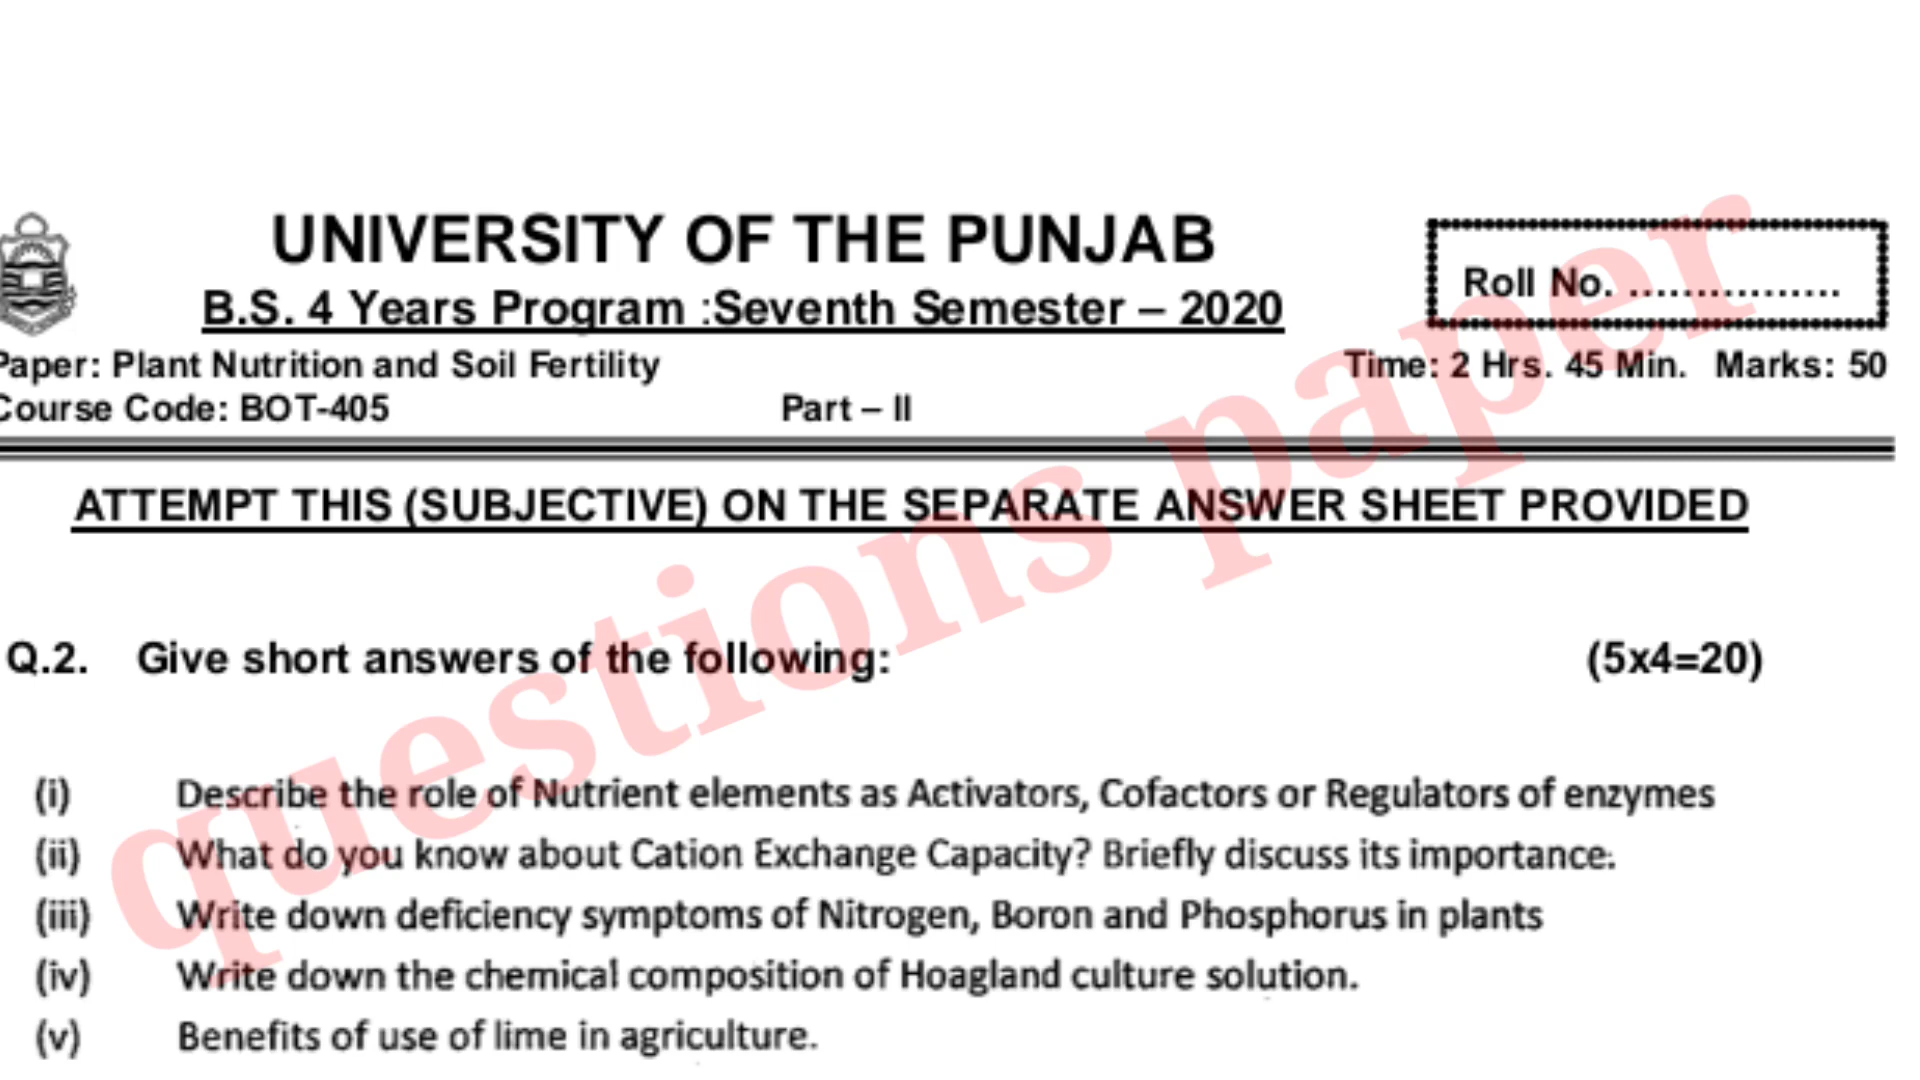 UNIVERSITY OF THE PUNJAB
B.S. 4 Years Program :Seventh Semester – 2020
Roll No. ................
Paper: Plant Nutrition and Soil Fertility
Time: 2 Hrs. 45 Min. Marks: 50
Course Code: BOT-405
Part – II
ATTEMPT THIS (SUBJECTIVE) ON THE SEPARATE ANSWER SHEET PROVIDED
Q.2. Give short answers of the following: (5x4=20)
(i) Describe the role of Nutrient elements as Activators, Cofactors or Regulators of enzymes
(ii) What do you know about Cation Exchange Capacity? Briefly discuss its importance.
(iii) Write down deficiency symptoms of Nitrogen, Boron and Phosphorus in plants
(iv) Write down the chemical composition of Hoagland culture solution.
(v) Benefits of use of lime in agriculture.
questions paper